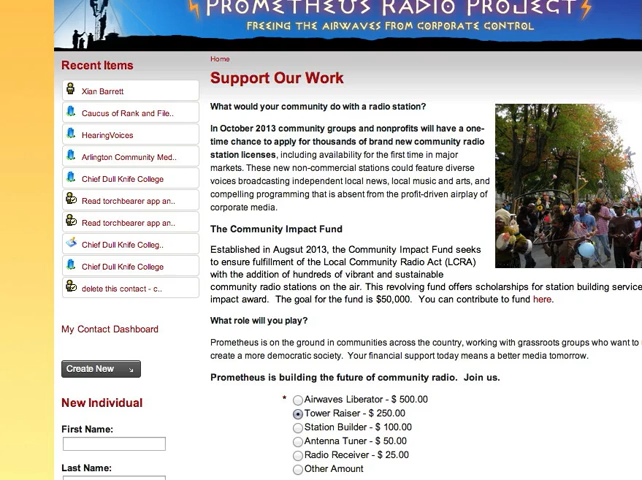 PROMETHEUS RADIO PROJECT
FREEING THE AIRWAVES FROM CORPORATE CONTROL
Recent Items
Xian Barrett
Caucus of Rank and File..
HearingVoices
Arlington Community Med..
Chief Dull Knife College
Read torchbearer app an..
Read torchbearer app an..
Chief Dull Knife Colleg..
Chief Dull Knife College
delete this contact - c..
My Contact Dashboard
Create New
New Individual
First Name:
Last Name:
Home
Support Our Work
What would your community do with a radio station?
In October 2013 community groups and nonprofits will have a one-
time chance to apply for thousands of brand new community radio
station licenses, including availability for the first time in major
markets. These new non-commercial stations could feature diverse
voices broadcasting independent local news, local music and arts, and
compelling programming that is absent from the profit-driven airplay of
corporate media.
The Community Impact Fund
Established in Augsut 2013, the Community Impact Fund seeks
to ensure fulfillment of the Local Community Radio Act (LCRA)
with the addition of hundreds of vibrant and sustainable
community radio stations on the air. This revolving fund offers scholarships for station building service
impact award. The goal for the fund is $50,000. You can contribute to fund here.
What role will you play?
Prometheus is on the ground in communities across the country, working with grassroots groups who want to
create a more democratic society. Your financial support today means a better media tomorrow.
Prometheus is building the future of community radio. Join us.
* Airwaves Liberator - $ 500.00
Tower Raiser - $ 250.00
Station Builder - $ 100.00
Antenna Tuner - $ 50.00
Radio Receiver - $ 25.00
Other Amount